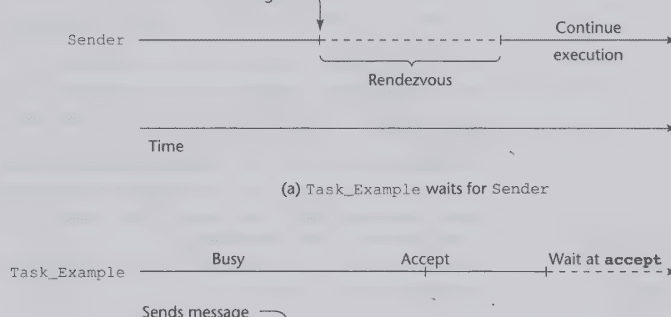 Sender
Continue
execution
Rendezvous
Time
(a) Task_Example waits for Sender
Busy Accept Wait at accept
Task_Example
Sends message